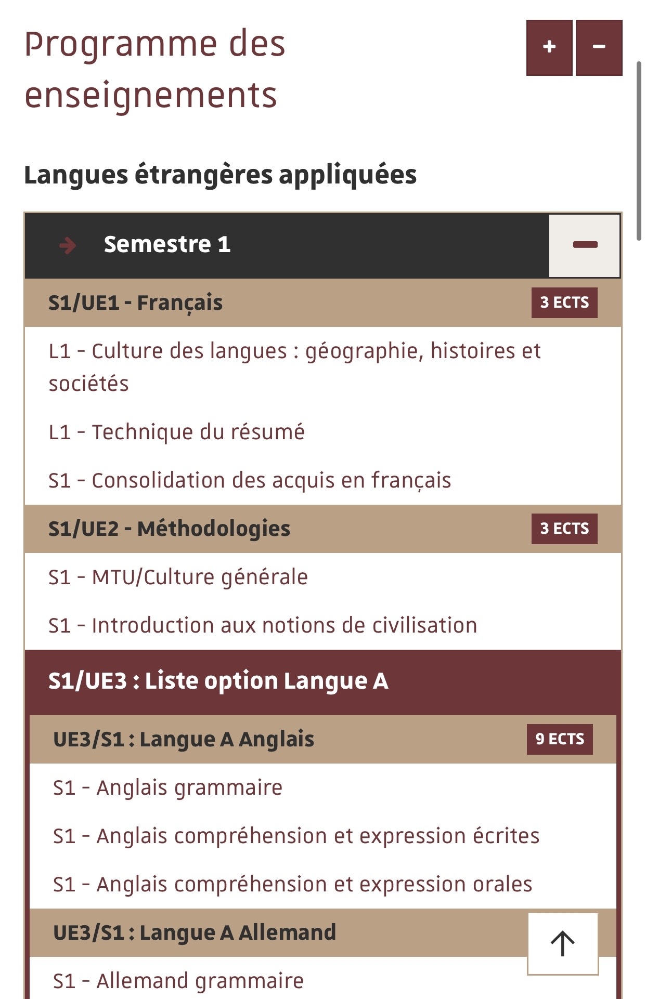 Programme des
enseignements
+ −
Langues étrangères appliquées
Semestre 1
S1/UE1 - Français 3 ECTS
L1 - Culture des langues : géographie, histoires et
sociétés
L1 - Technique du résumé
S1 - Consolidation des acquis en français
S1/UE2 - Méthodologies 3 ECTS
S1 - MTU/Culture générale
S1 - Introduction aux notions de civilisation
S1/UE3 : Liste option Langue A
UE3/S1 : Langue A Anglais 9 ECTS
S1 - Anglais grammaire
S1 - Anglais compréhension et expression écrites
S1 - Anglais compréhension et expression orales
UE3/S1 : Langue A Allemand
S1 - Allemand grammaire